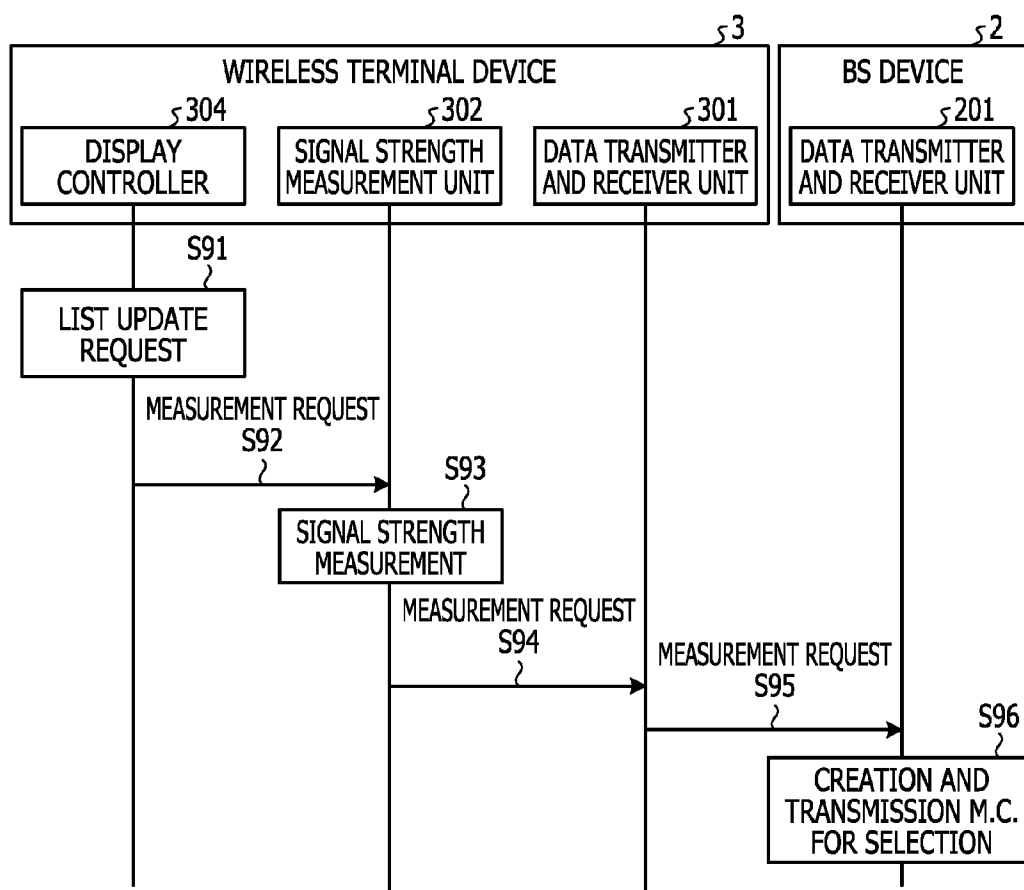 3
2
WIRELESS TERMINAL DEVICE
BS DEVICE
304
302
301
201
DISPLAY
CONTROLLER
SIGNAL STRENGTH
MEASUREMENT UNIT
DATA TRANSMITTER
AND RECEIVER UNIT
DATA TRANSMITTER
AND RECEIVER UNIT
S91
LIST UPDATE
REQUEST
MEASUREMENT REQUEST
S92
S93
SIGNAL STRENGTH
MEASUREMENT
MEASUREMENT REQUEST
S94
MEASUREMENT REQUEST
S95
S96
CREATION AND
TRANSMISSION M.C.
FOR SELECTION